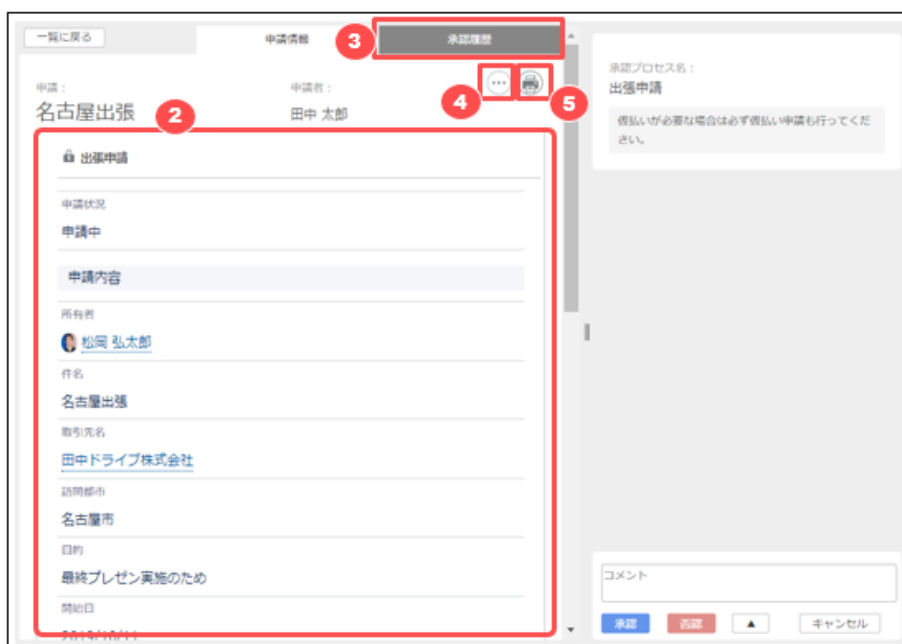 一覧に戻る
申請情報
3
承認履歴
申請：
名古屋出張
2
申請者：
田中 太郎
4
5
出張申請
申請状況
申請中
申請内容
所有者
松岡 弘太郎
件名
名古屋出張
取引先名
田中ドライブ株式会社
訪問都市
名古屋市
目的
最終プレゼン実施のため
開始日
承認プロセス名：
出張申請
仮払いが必要な場合は必ず仮払い申請も行ってくだ
さい。
コメント
承認
否認
▲
キャンセル